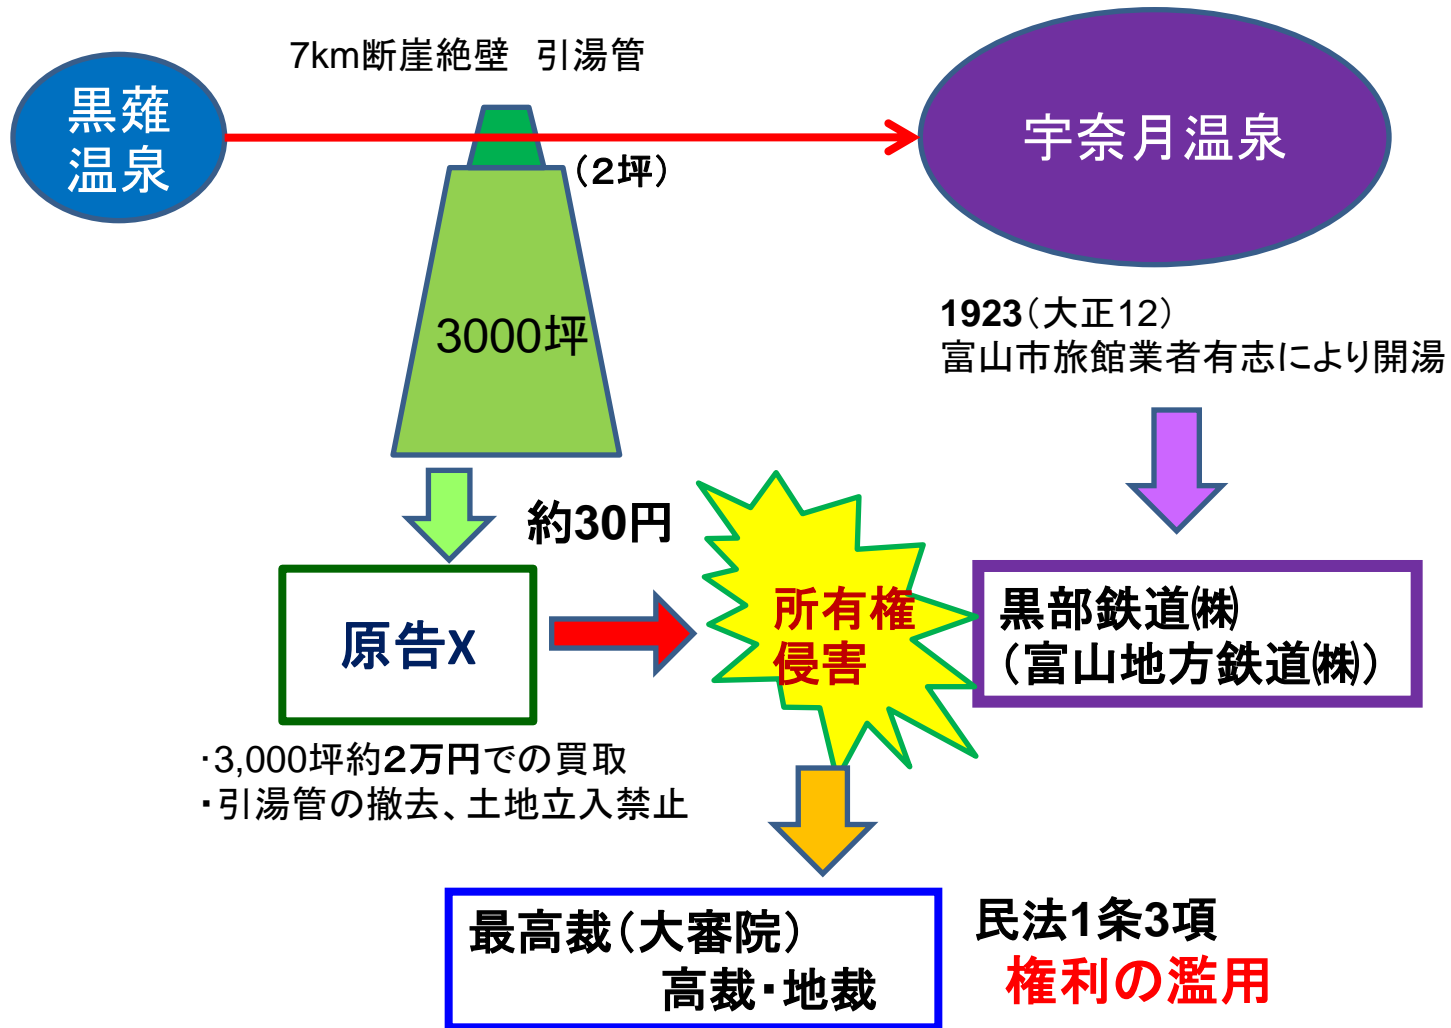 7km断崖絶壁　引湯管
黒薙
温泉
宇奈月温泉
（２坪）
3000坪
1923（大正12）
富山市旅館業者有志により開湯
約30円
原告X
所有権
侵害
黒部鉄道㈱
（富山地方鉄道㈱）
・3,000坪約２万円での買取
・引湯管の撤去、土地立入禁止
最高裁（大審院）
高裁・地裁
民法1条3項
権利の濫用